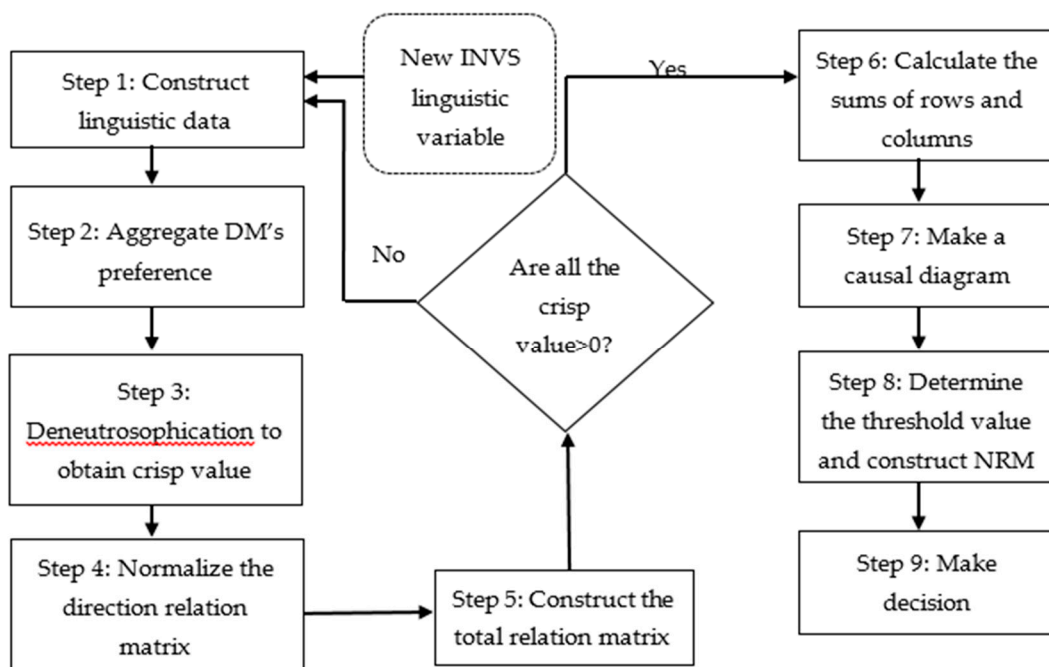 Step 1: Construct
linguistic data
New INVS
linguistic
variable
Step 2: Aggregate DM's
preference
Step 3:
Deneutrosophication to
obtain crisp value
Step 4: Normalize the
direction relation
matrix
Step 5: Construct the
total relation matrix
No
Are all the
crisp
value>0?
Yes
Step 6: Calculate the
sums of rows and
columns
Step 7: Make a
causal diagram
Step 8: Determine
the threshold value
and construct NRM
Step 9: Make
decision